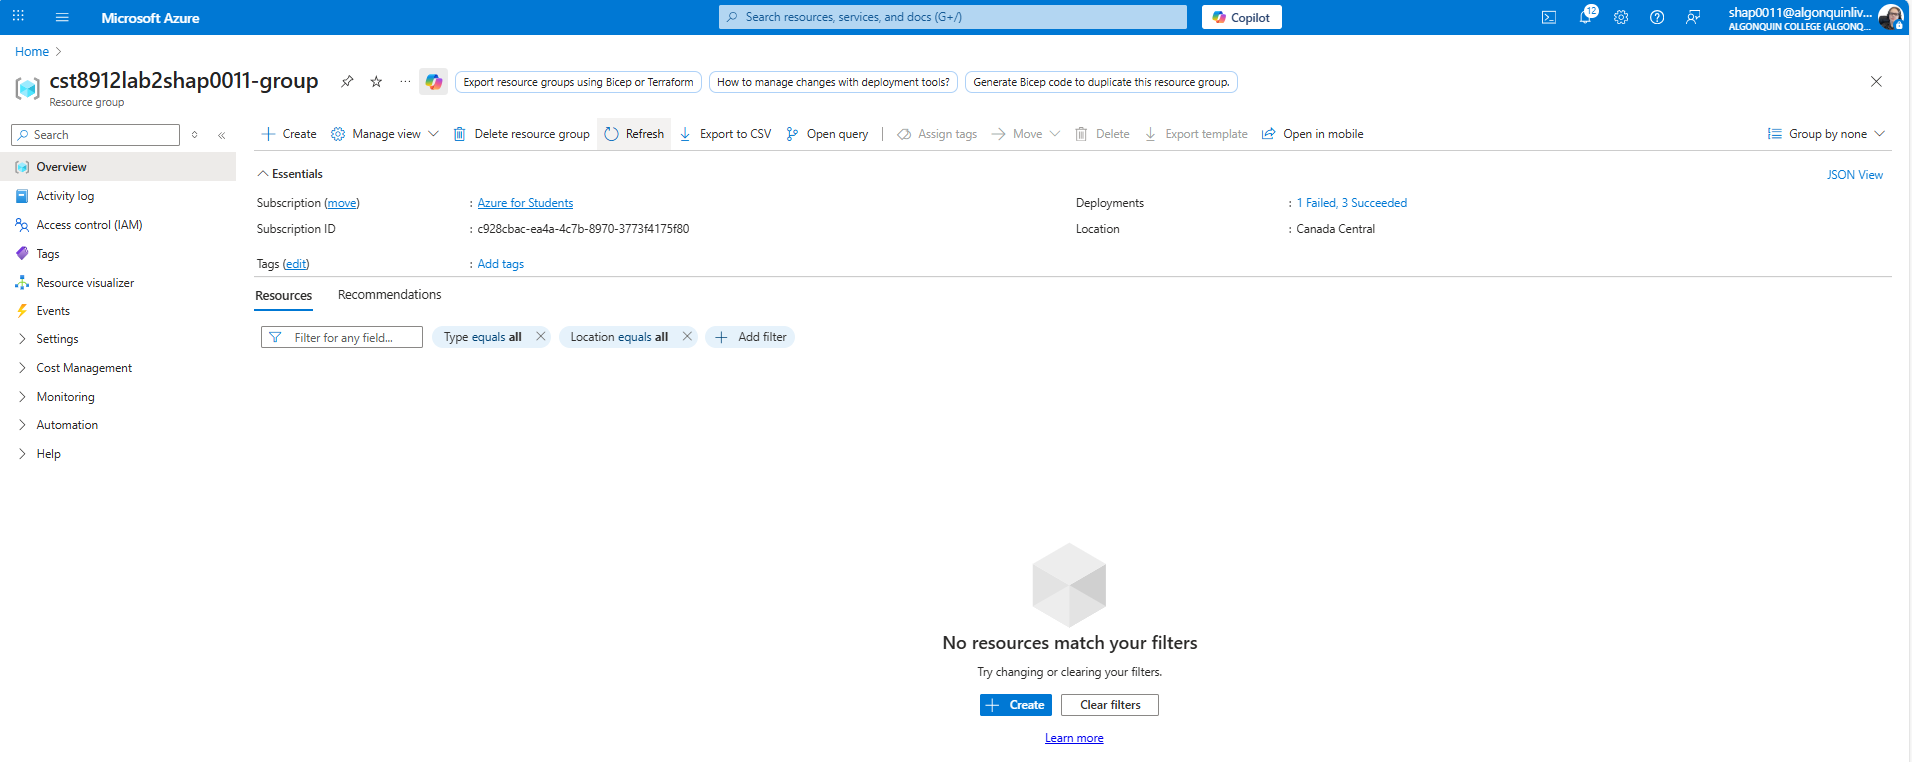 Microsoft Azure
Search resources, services, and docs (G+/)
Copilot
12
shap0011@algonquinliv...
ALGONQUIN COLLEGE (ALGONQ...
Home
cst8912lab2shap0011-group
Resource group
Export resource groups using Bicep or Terraform
How to manage changes with deployment tools?
Generate Bicep code to duplicate this resource group.
Search
Create
Manage view
Delete resource group
Refresh
Export to CSV
Open query
Assign tags
Move
Delete
Export template
Open in mobile
Group by none
Overview
Activity log
Access control (IAM)
Tags
Resource visualizer
Events
Settings
Cost Management
Monitoring
Automation
Help
Essentials
JSON View
Subscription (move) : Azure for Students
Deployments : 1 Failed, 3 Succeeded
Subscription ID : c928cbac-ea4a-4c7b-8970-3773f4175f80
Location : Canada Central
Tags (edit) : Add tags
Resources
Recommendations
Filter for any field...
Type equals all
Location equals all
Add filter
No resources match your filters
Try changing or clearing your filters.
Create
Clear filters
Learn more